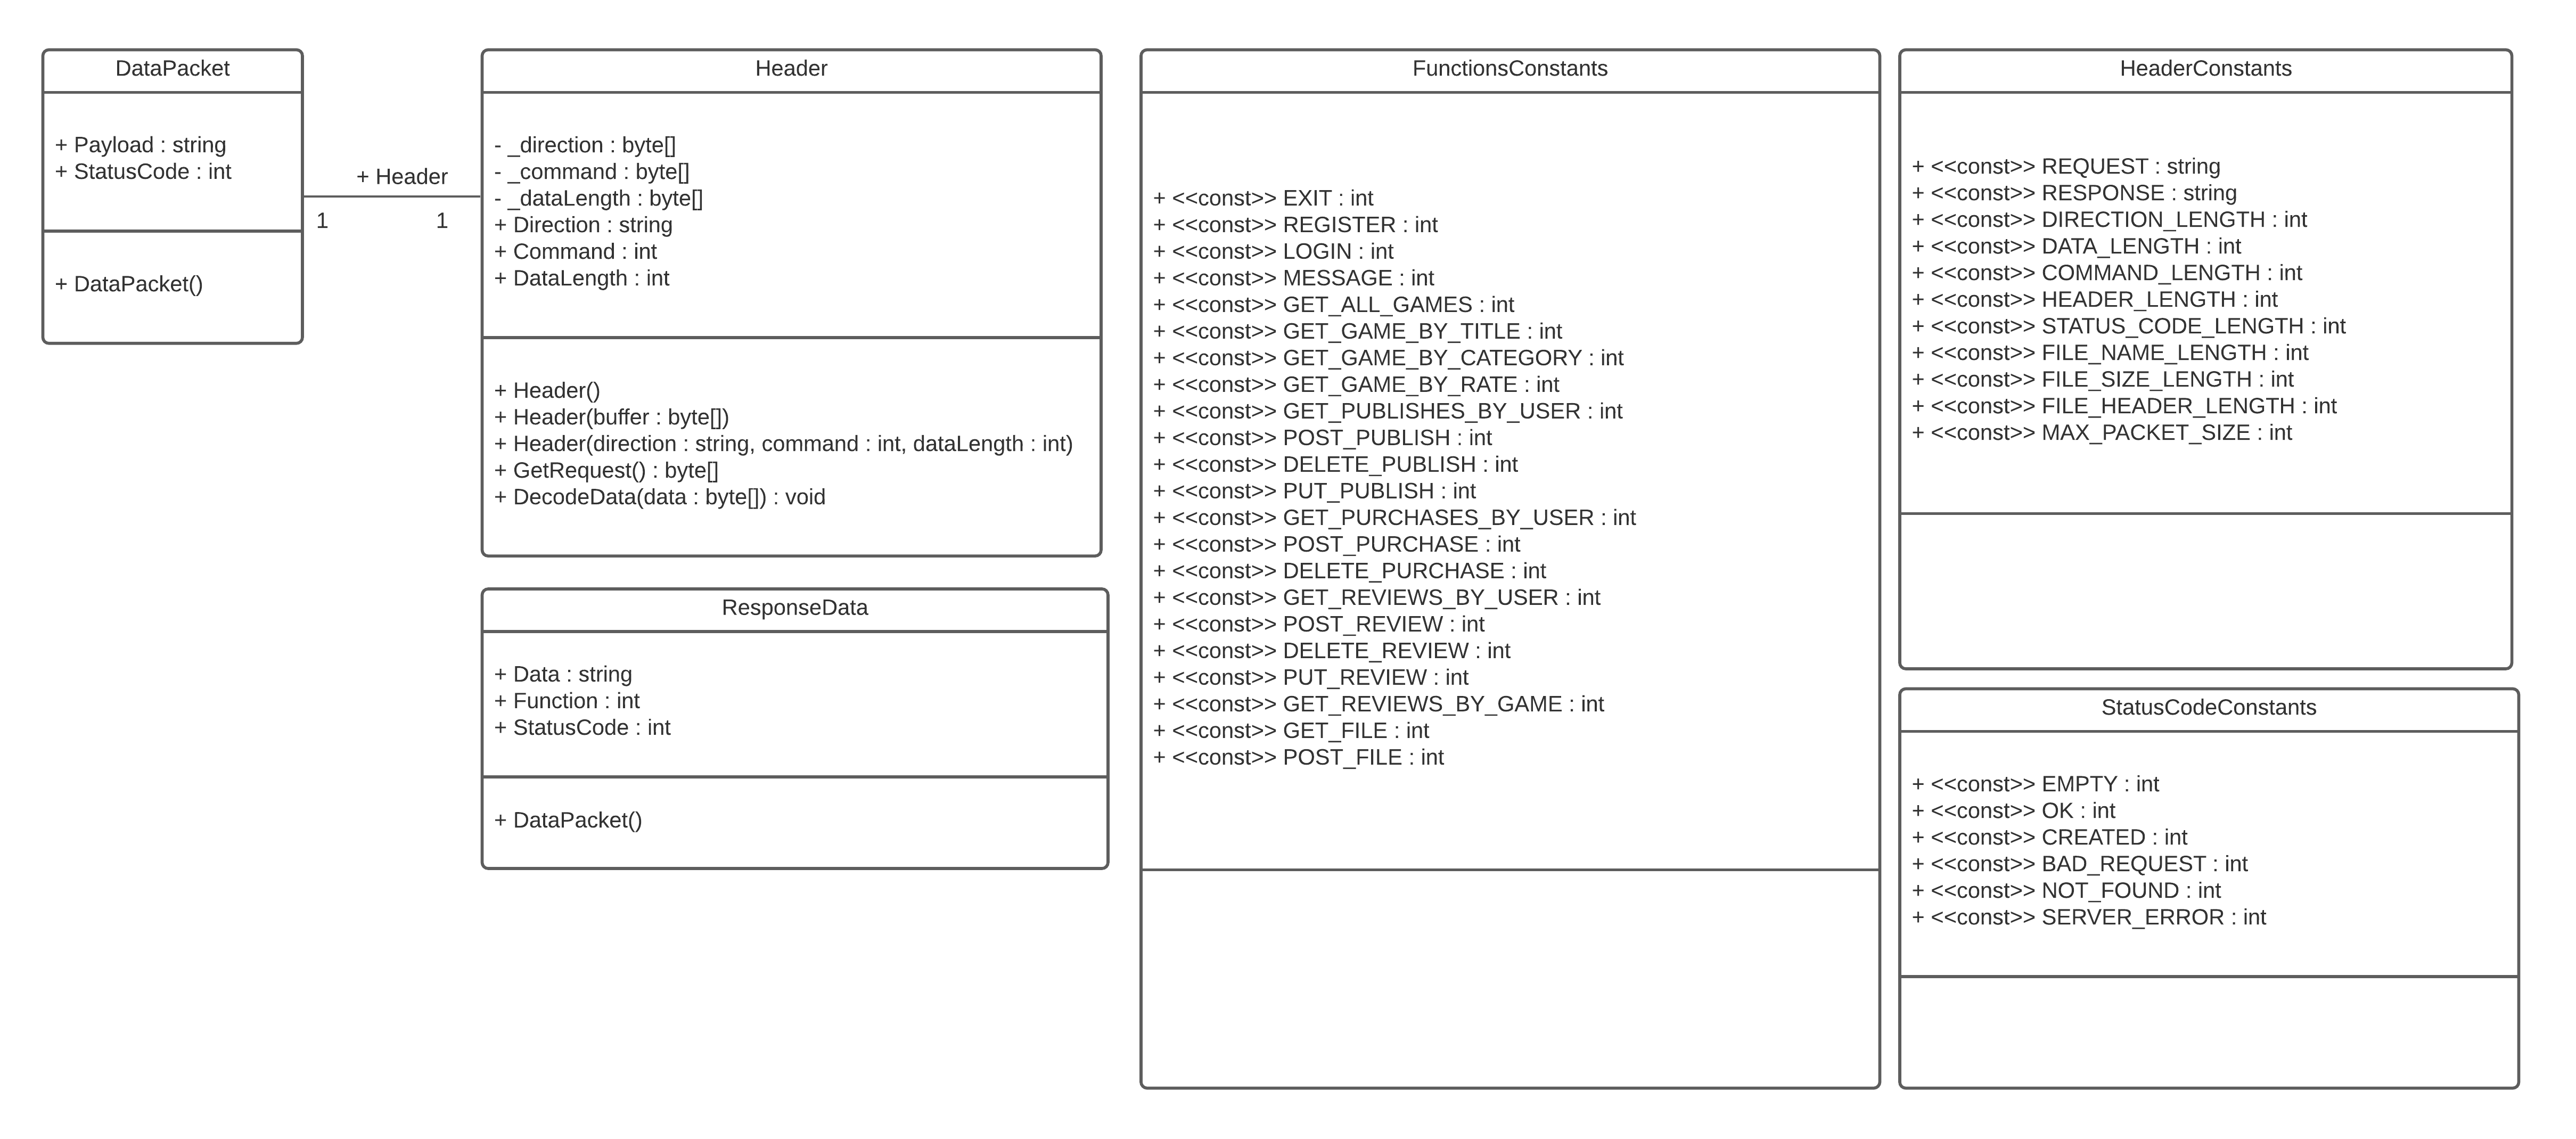 DataPacket
+ Payload : string
+ StatusCode : int
+ DataPacket()
+ Header
1
1
Header
- _direction : byte[]
- _command : byte[]
- _dataLength : byte[]
+ Direction : string
+ Command : int
+ DataLength : int
+ Header()
+ Header(buffer : byte[])
+ Header(direction : string, command : int, dataLength : int)
+ GetRequest() : byte[]
+ DecodeData(data : byte[]) : void
ResponseData
+ Data : string
+ Function : int
+ StatusCode : int
+ DataPacket()
FunctionsConstants
+ <<const>> EXIT : int
+ <<const>> REGISTER : int
+ <<const>> LOGIN : int
+ <<const>> MESSAGE : int
+ <<const>> GET_ALL_GAMES : int
+ <<const>> GET_GAME_BY_TITLE : int
+ <<const>> GET_GAME_BY_CATEGORY : int
+ <<const>> GET_GAME_BY_RATE : int
+ <<const>> GET_PUBLISHES_BY_USER : int
+ <<const>> POST_PUBLISH : int
+ <<const>> DELETE_PUBLISH : int
+ <<const>> PUT_PUBLISH : int
+ <<const>> GET_PURCHASES_BY_USER : int
+ <<const>> POST_PURCHASE : int
+ <<const>> DELETE_PURCHASE : int
+ <<const>> GET_REVIEWS_BY_USER : int
+ <<const>> POST_REVIEW : int
+ <<const>> DELETE_REVIEW : int
+ <<const>> PUT_REVIEW : int
+ <<const>> GET_REVIEWS_BY_GAME : int
+ <<const>> GET_FILE : int
+ <<const>> POST_FILE : int
HeaderConstants
+ <<const>> REQUEST : string
+ <<const>> RESPONSE : string
+ <<const>> DIRECTION_LENGTH : int
+ <<const>> DATA_LENGTH : int
+ <<const>> COMMAND_LENGTH : int
+ <<const>> HEADER_LENGTH : int
+ <<const>> STATUS_CODE_LENGTH : int
+ <<const>> FILE_NAME_LENGTH : int
+ <<const>> FILE_SIZE_LENGTH : int
+ <<const>> FILE_HEADER_LENGTH : int
+ <<const>> MAX_PACKET_SIZE : int
StatusCodeConstants
+ <<const>> EMPTY : int
+ <<const>> OK : int
+ <<const>> CREATED : int
+ <<const>> BAD_REQUEST : int
+ <<const>> NOT_FOUND : int
+ <<const>> SERVER_ERROR : int